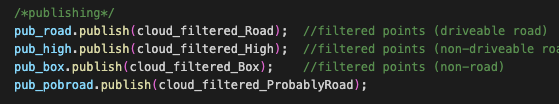 /*publishing*/
pub_road.publish(cloud_filtered_Road);  //filtered points (driveable road)
pub_high.publish(cloud_filtered_High);  //filtered points (non-driveable roa
pub_box.publish(cloud_filtered_Box);    //filtered points (non-road)
pub_pobroad.publish(cloud_filtered_ProbablyRoad);